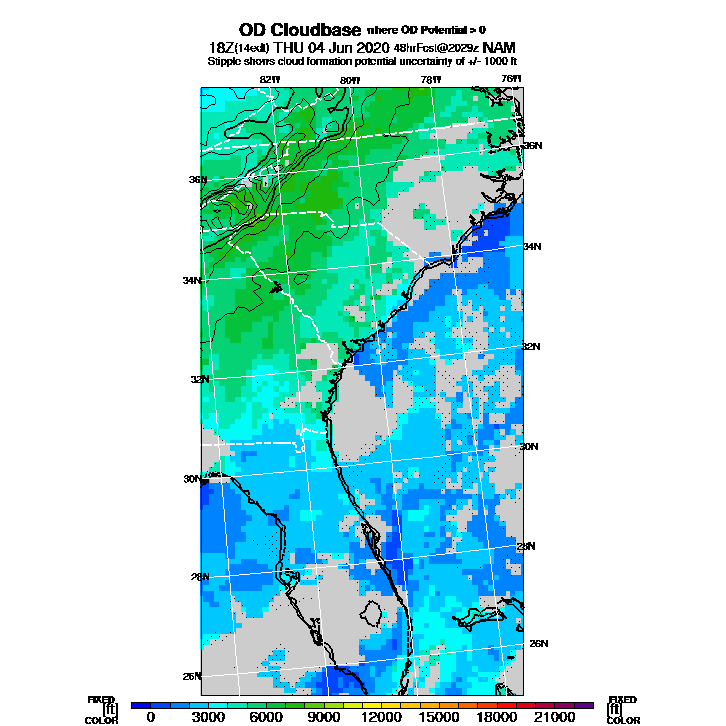 OD Cloudbase where OD Potential > 0
18Z(14edt) THU 04 Jun 2020 48hrFcst@2029z NAM
Stipple shows cloud formation potential uncertainty of +/- 1000 ft
82W 80W 78W 76W
36N
36N
34N
34N
32N
32N
30N
30N
28N
28N
26N
26N
FIXED FIXED
[ft] [ft]
COLOR COLOR
0 3000 6000 9000 12000 15000 18000 21000